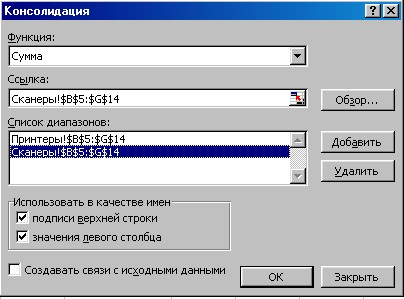 Консолидация
Функция:
Сумма
Ссылка:
Сканеры!$B$5:$G$14
Обзор...
Список диапазонов:
Принтеры!$B$5:$G$14
Сканеры!$B$5:$G$14
Добавить
Удалить
Использовать в качестве имен
подписи верхней строки
значения левого столбца
Создавать связи с исходными данными
ОК
Закрыть